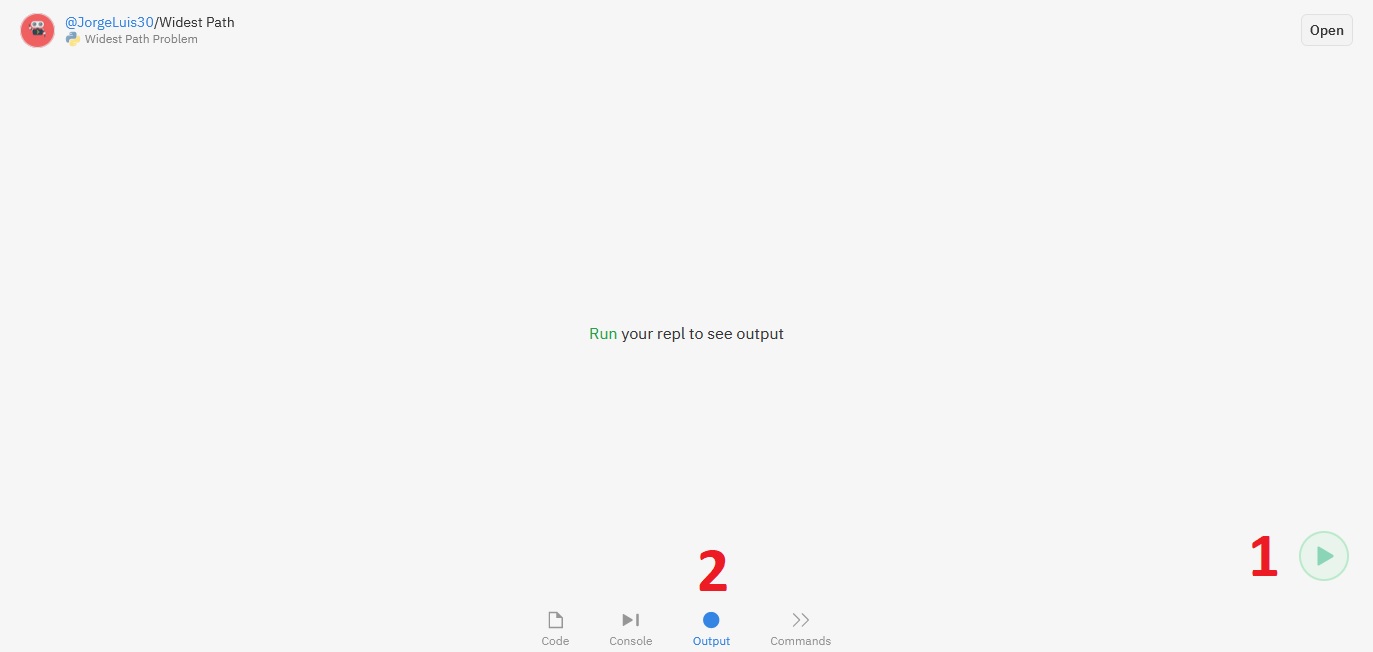 @JorgeLuis30/Widest Path
Widest Path Problem
Open
Run your repl to see output
1
2
Code
Console
Output
Commands